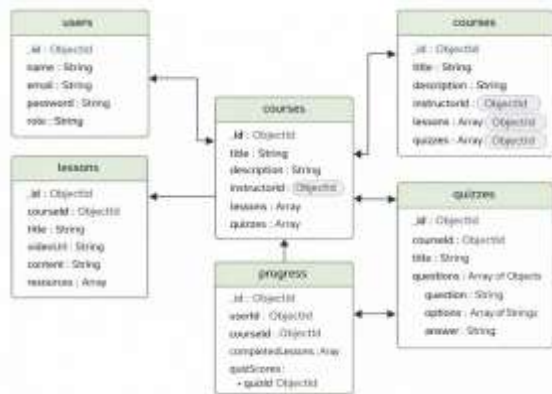 users
_id : ObjectId
name : String
email : String
password : String
role : String
lessons
_id : ObjectId
courseId : ObjectId
title : String
videoUrl : String
content : String
resources : Array
courses
_id : ObjectId
title : String
description : String
instructorId : ObjectId
lessons : Array
quizzes : Array
progress
_id : ObjectId
userId : ObjectId
courseId : ObjectId
completedLessons : Array
quizScores :
• quizId ObjectId
courses
_id : ObjectId
title : String
description : String
instructorId : ObjectId
lessons : Array ObjectId
quizzes : Array ObjectId
quizzes
_id : ObjectId
courseId : ObjectId
title : String
questions : Array of Objects
question : String
options : Array of Strings
answer : String